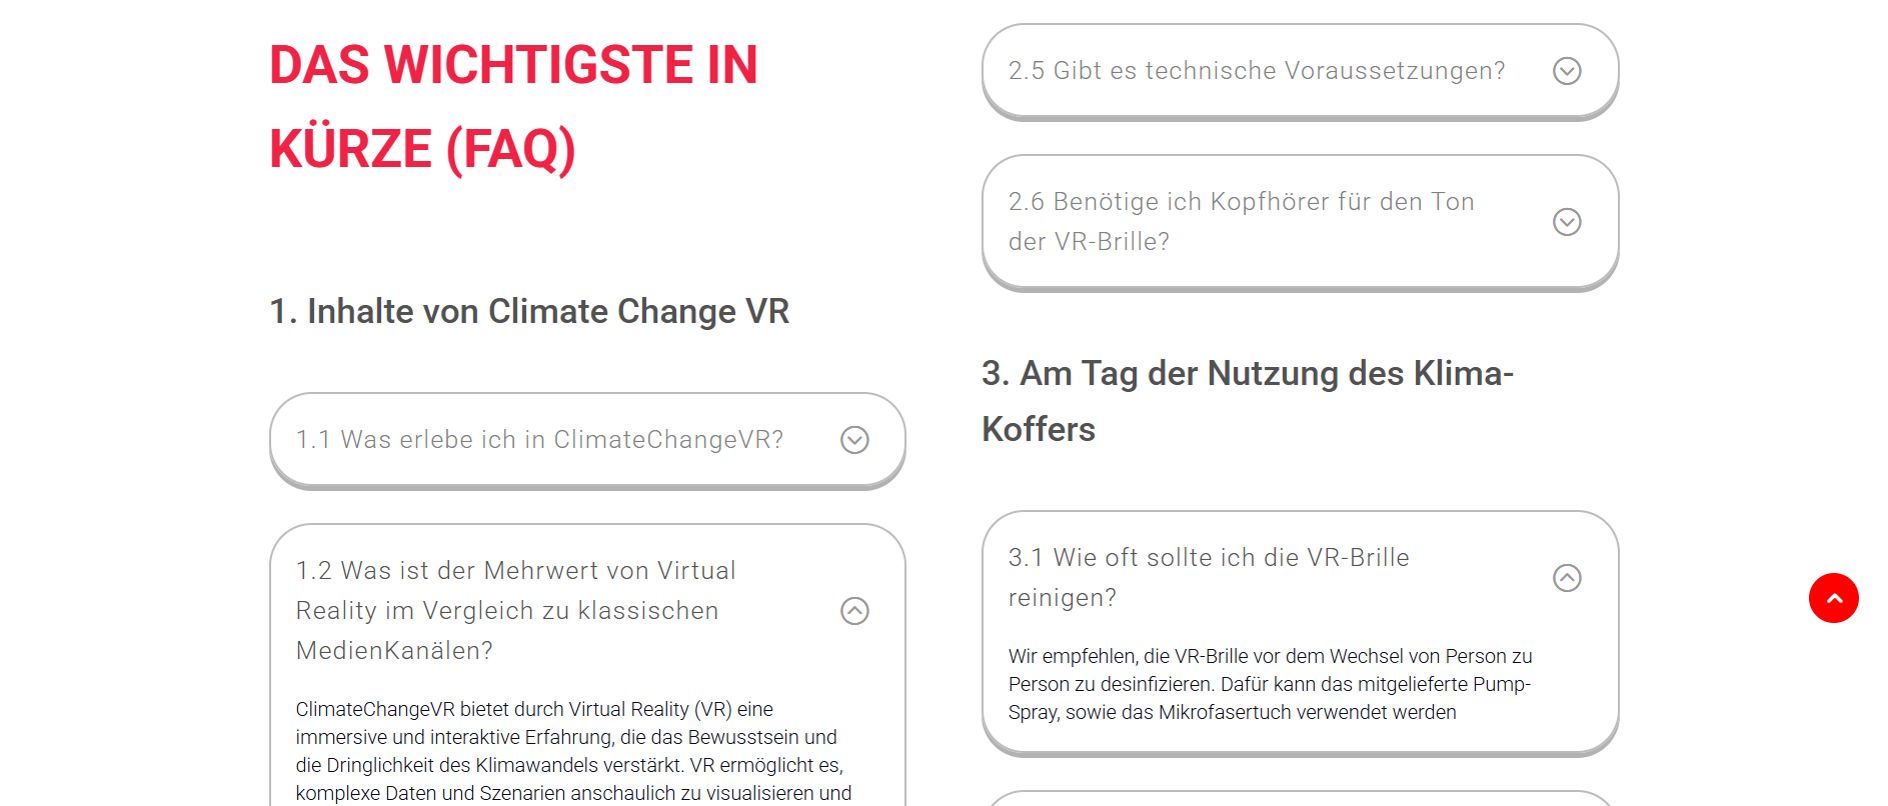 DAS WICHTIGSTE IN
KÜRZE (FAQ)
1. Inhalte von Climate Change VR
1.1 Was erlebe ich in ClimateChangeVR?
1.2 Was ist der Mehrwert von Virtual
Reality im Vergleich zu klassischen
MedienKanälen?
ClimateChangeVR bietet durch Virtual Reality (VR) eine
immersive und interaktive Erfahrung, die das Bewusstsein und
die Dringlichkeit des Klimawandels verstärkt. VR ermöglicht es,
komplexe Daten und Szenarien anschaulich zu visualisieren und
2.5 Gibt es technische Voraussetzungen?
2.6 Benötige ich Kopfhörer für den Ton
der VR-Brille?
3. Am Tag der Nutzung des Klima-
Koffers
3.1 Wie oft sollte ich die VR-Brille
reinigen?
Wir empfehlen, die VR-Brille vor dem Wechsel von Person zu
Person zu desinfizieren. Dafür kann das mitgelieferte Pump-
Spray, sowie das Mikrofasertuch verwendet werden